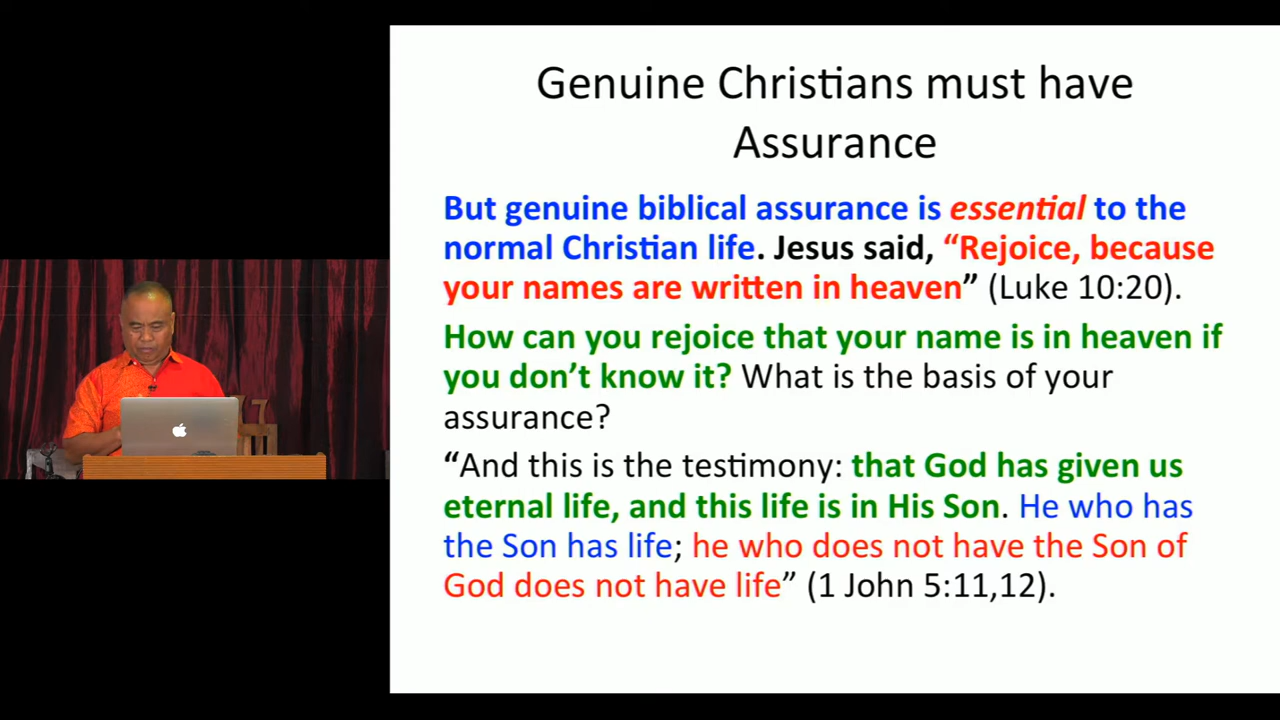 Genuine Christians must have
Assurance
But genuine biblical assurance is essential to the
normal Christian life. Jesus said, “Rejoice, because
your names are written in heaven” (Luke 10:20).
How can you rejoice that your name is in heaven if
you don’t know it? What is the basis of your
assurance?
“And this is the testimony: that God has given us
eternal life, and this life is in His Son. He who has
the Son has life; he who does not have the Son of
God does not have life” (1 John 5:11,12).